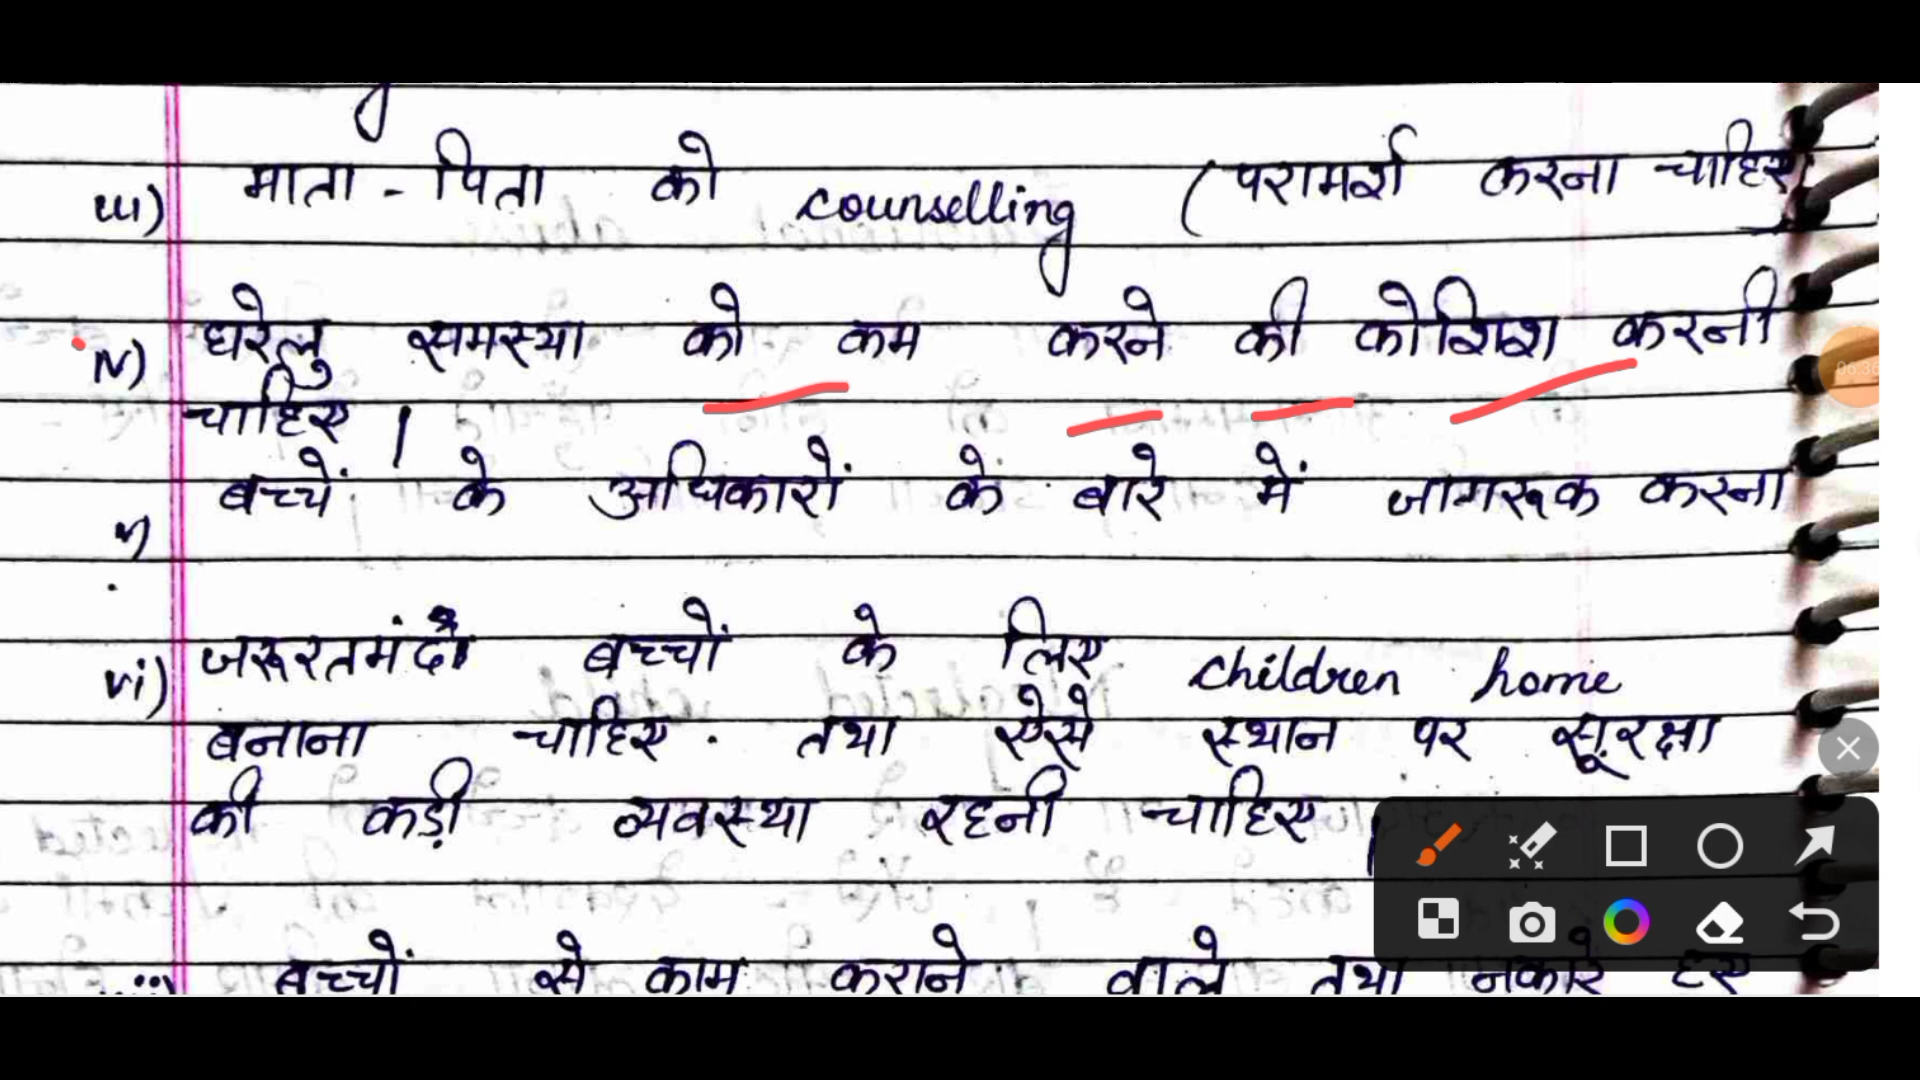 iii) माता - पिता को counselling (परामर्श करना चाहिए
iv) घरेलु समस्या को कम करने की कोशिश करनी
चाहिए |
v) बच्चें के अधिकारों के बारे में जागरूक करना
vi) जरूरतमंदो बच्चों के लिए children home
बनाना चाहिए. तथा ऐसे स्थान पर सूरक्षा
की कड़ी व्यवस्था रहनी चाहिए |
बच्चों से काम कराने वाले तथा नकारे हुए